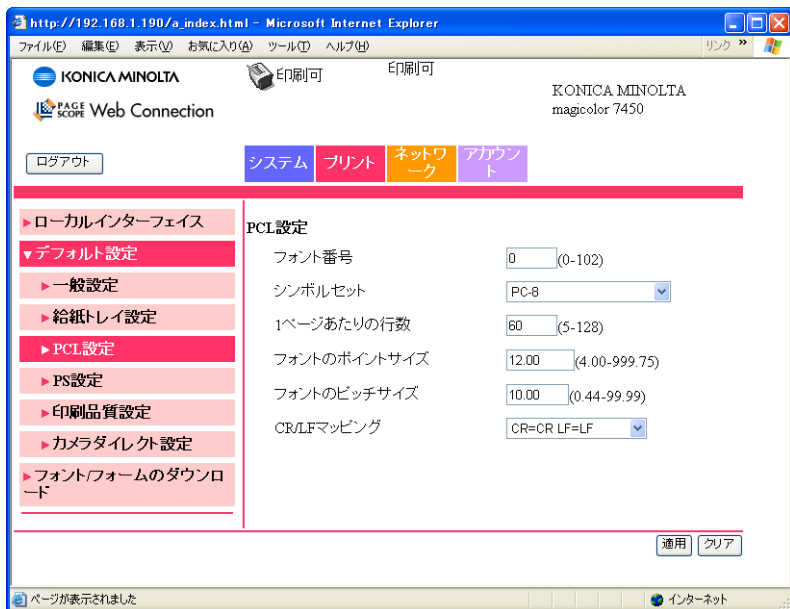 http://192.168.1.190/a_index.html - Microsoft Internet Explorer
ファイル(F) 編集(E) 表示(V) お気に入り(A) ツール(T) ヘルプ(H) リンク »
KONICA MINOLTA
印刷可
印刷可
KONICA MINOLTA
magicolor 7450
PAGE SCOPE Web Connection
ログアウト
システム
プリント
ネットワ
ーク
アカウン
ト
ローカルインターフェイス
デフォルト設定
一般設定
給紙トレイ設定
PCL設定
PS設定
印刷品質設定
カメラダイレクト設定
フォント/フォームのダウンロ
ード
PCL設定
フォント番号 0 (0-102)
シンボルセット PC-8
1ページあたりの行数 60 (5-128)
フォントのポイントサイズ 12.00 (4.00-999.75)
フォントのピッチサイズ 10.00 (0.44-99.99)
CR/LFマッピング CR=CR LF=LF
適用 クリア
ページが表示されました インターネット